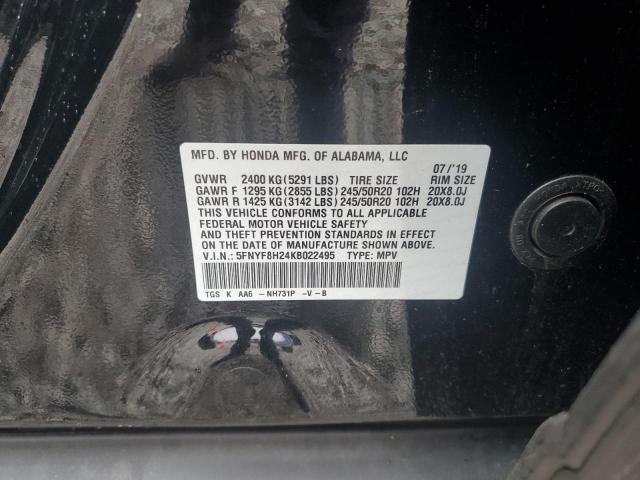 MFD. BY HONDA MFG. OF ALABAMA, LLC 07/'19
GVWR 2400 KG (5291 LBS) TIRE SIZE RIM SIZE
GAWR F 1295 KG (2855 LBS) 245/50R20 102H 20X8.0J
GAWR R 1425 KG (3142 LBS) 245/50R20 102H 20X8.0J
THIS VEHICLE CONFORMS TO ALL APPLICABLE
FEDERAL MOTOR VEHICLE SAFETY
AND THEFT PREVENTION STANDARDS IN EFFECT
ON THE DATE OF MANUFACTURE SHOWN ABOVE.
V.I.N.: 5FNYF8H24KB022495 TYPE: MPV
TGS K AA6 -NH731P -V-B